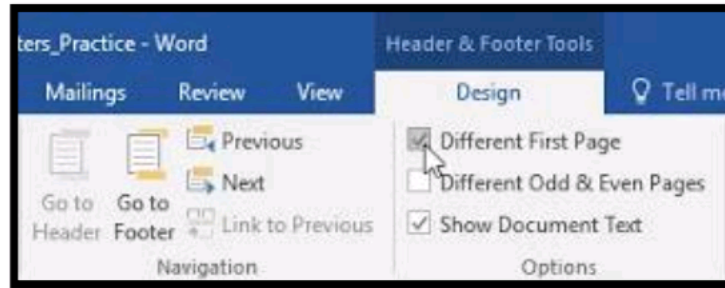 ters_Practice - Word
Header & Footer Tools
Mailings Review View Design Tell me
Go to Header
Go to Footer
Previous
Next
Link to Previous
Navigation
Different First Page
Different Odd & Even Pages
Show Document Text
Options